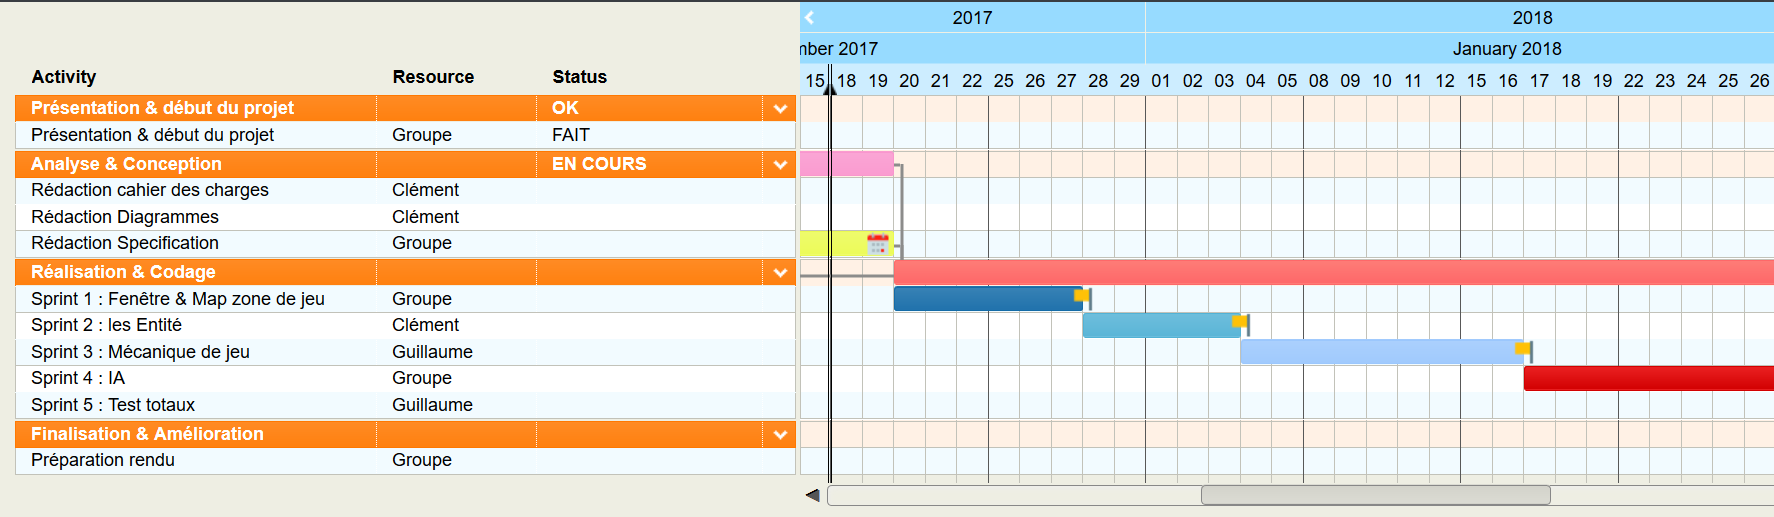 2017 2018
mber 2017 January 2018
Activity Resource Status 15 18 19 20 21 22 25 26 27 28 29 01 02 03 04 05 08 09 10 11 12 15 16 17 18 19 22 23 24 25 26
Présentation & début du projet OK
Présentation & début du projet Groupe FAIT
Analyse & Conception EN COURS
Rédaction cahier des charges Clément
Rédaction Diagrammes Clément
Rédaction Specification Groupe
Réalisation & Codage
Sprint 1 : Fenêtre & Map zone de jeu Groupe
Sprint 2 : les Entité Clément
Sprint 3 : Mécanique de jeu Guillaume
Sprint 4 : IA Groupe
Sprint 5 : Test totaux Guillaume
Finalisation & Amélioration
Préparation rendu Groupe